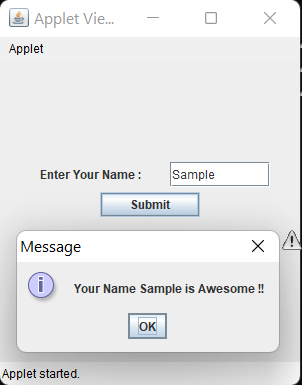 Applet Vie...
Applet
Enter Your Name : Sample
Submit
Message
Your Name Sample is Awesome !!
OK
Applet started.